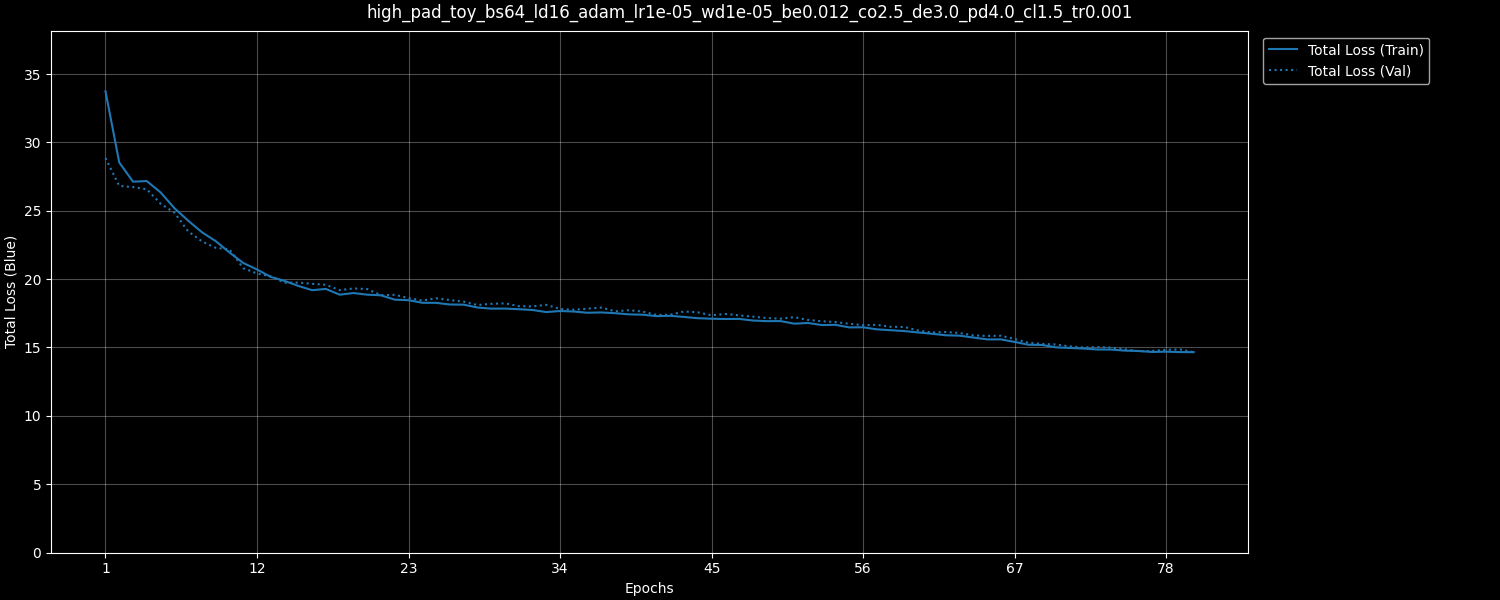 high_pad_toy_bs64_ld16_adam_lr1e-05_wd1e-05_be0.012_co2.5_de3.0_pd4.0_cl1.5_tr0.001
Total Loss (Train)
Total Loss (Val)
Total Loss (Blue)
35
30
25
20
15
10
5
0
1 12 23 34 45 56 67 78
Epochs